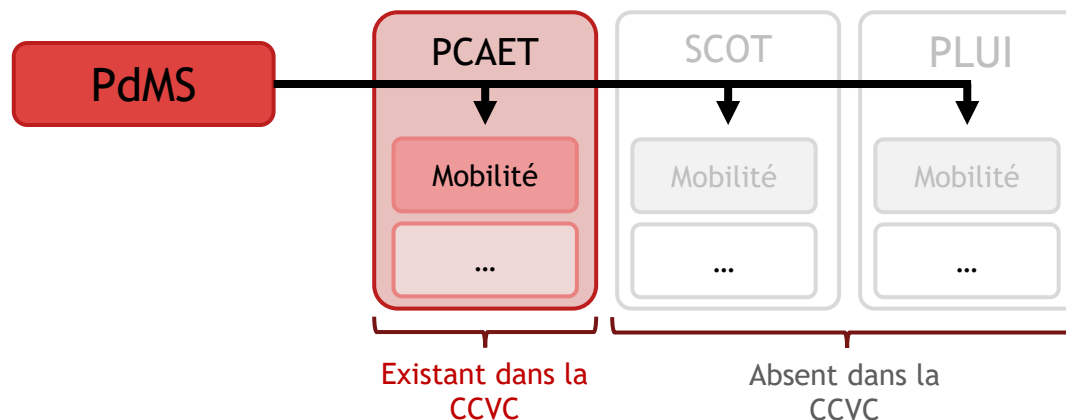 PdMS
PCAET
SCOT
PLUI
Mobilité
Mobilité
Mobilité
…
…
…
Existant dans la
CCVC
Absent dans la
CCVC